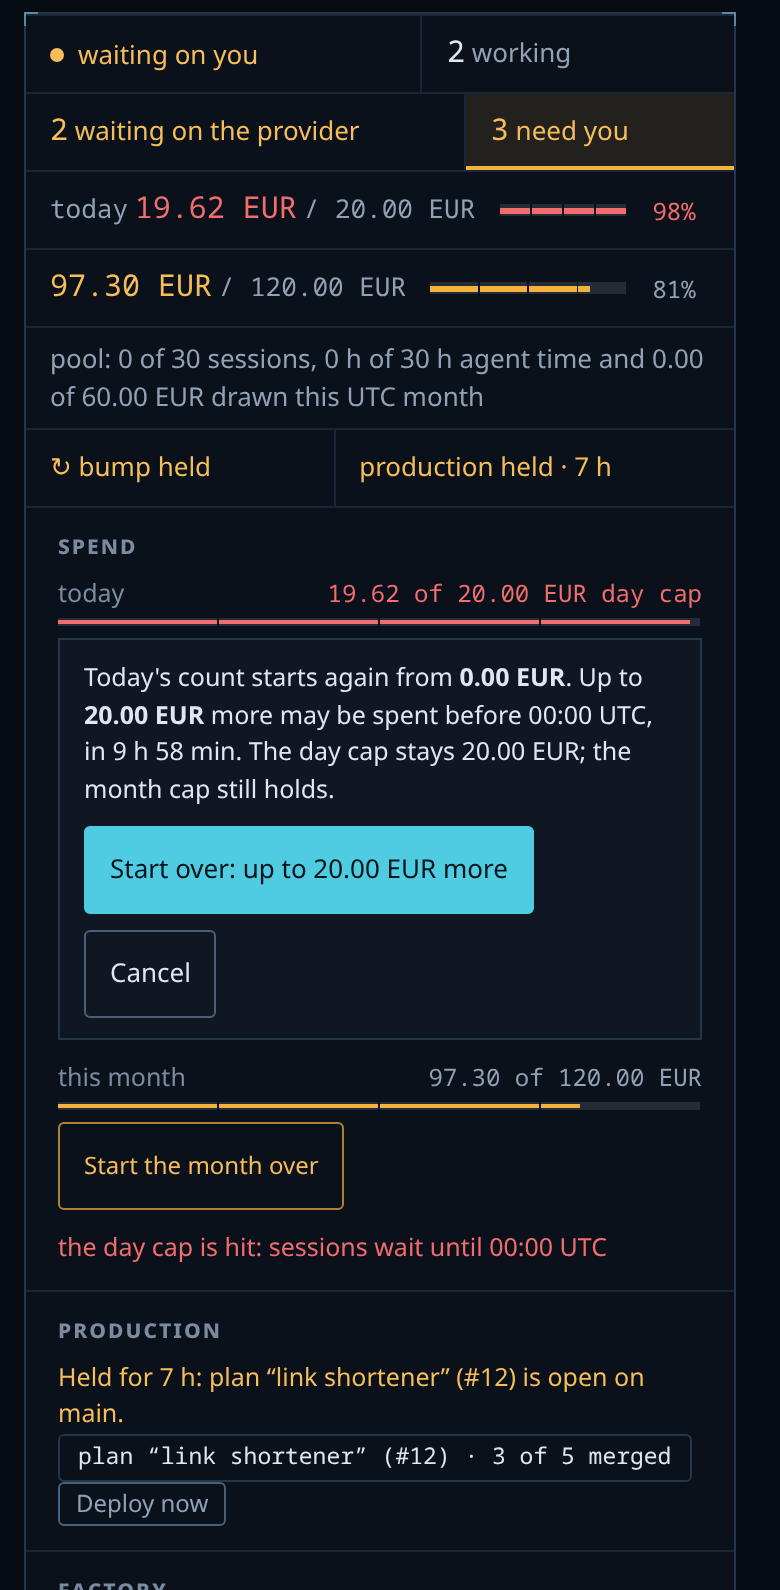 waiting on you
2 working
2 waiting on the provider
3 need you
today 19.62 EUR / 20.00 EUR 98%
97.30 EUR / 120.00 EUR 81%
pool: 0 of 30 sessions, 0 h of 30 h agent time and 0.00
of 60.00 EUR drawn this UTC month
↻ bump held
production held · 7 h
SPEND
today 19.62 of 20.00 EUR day cap
Today's count starts again from 0.00 EUR. Up to
20.00 EUR more may be spent before 00:00 UTC,
in 9 h 58 min. The day cap stays 20.00 EUR; the
month cap still holds.
Start over: up to 20.00 EUR more
Cancel
this month 97.30 of 120.00 EUR
Start the month over
the day cap is hit: sessions wait until 00:00 UTC
PRODUCTION
Held for 7 h: plan “link shortener” (#12) is open on
main.
plan “link shortener” (#12) · 3 of 5 merged
Deploy now
FACTORY